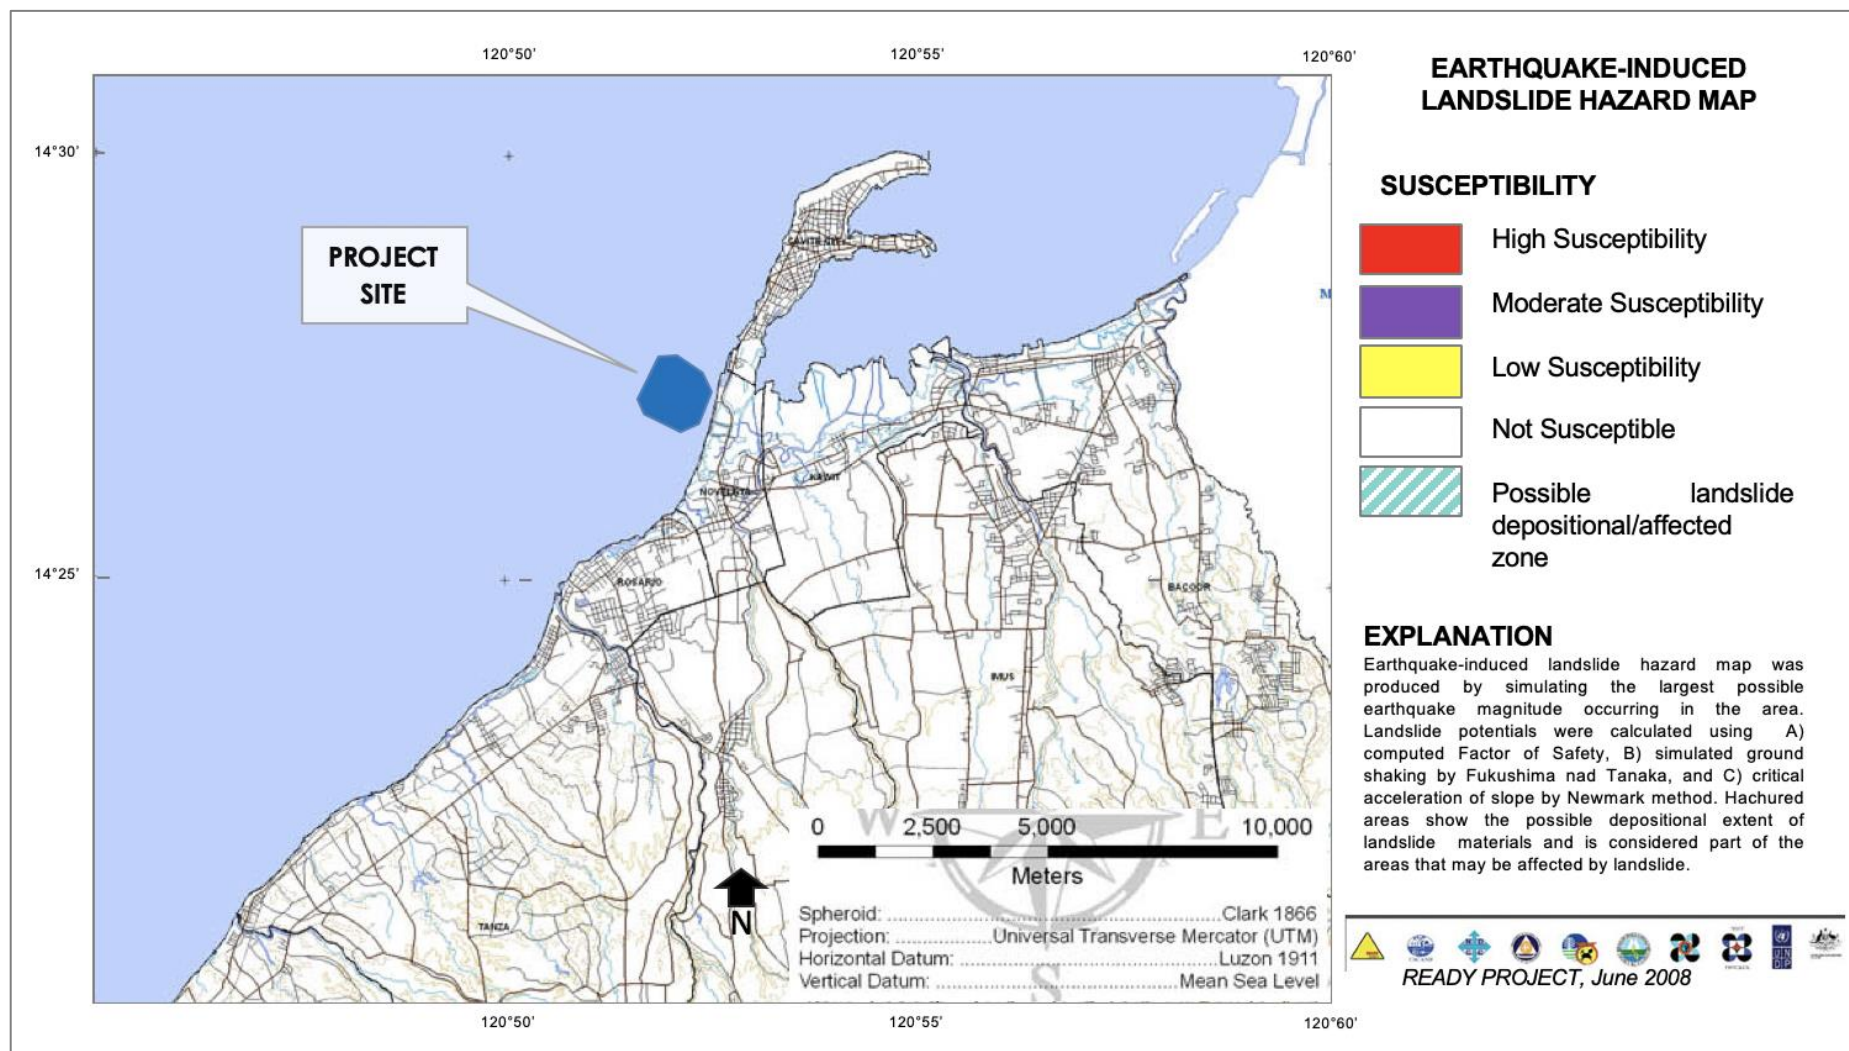 120°50'
120°55'
120°60'
EARTHQUAKE-INDUCED
LANDSLIDE HAZARD MAP
14°30'
SUSCEPTIBILITY
High Susceptibility
PROJECT
SITE
Moderate Susceptibility
M
Low Susceptibility
Not Susceptible
KAWIT
NOVELETA
Possible landslide
depositional/affected
zone
14°25'
ROSARIO
BACOOR
IMUS
EXPLANATION
Earthquake-induced landslide hazard map was
produced by simulating the largest possible
earthquake magnitude occurring in the area.
Landslide potentials were calculated using A)
computed Factor of Safety, B) simulated ground
shaking by Fukushima nad Tanaka, and C) critical
acceleration of slope by Newmark method. Hachured
areas show the possible depositional extent of
landslide materials and is considered part of the
areas that may be affected by landslide.
W E
0 2,500 5,000 10,000
Meters
N
S
TANZA
Spheroid: ........ Clark 1866
Projection: ........ Universal Transverse Mercator (UTM)
Horizontal Datum: ........ Luzon 1911
Vertical Datum: ........ Mean Sea Level
UNDP
READY PROJECT, June 2008
120°50'
120°55'
120°60'